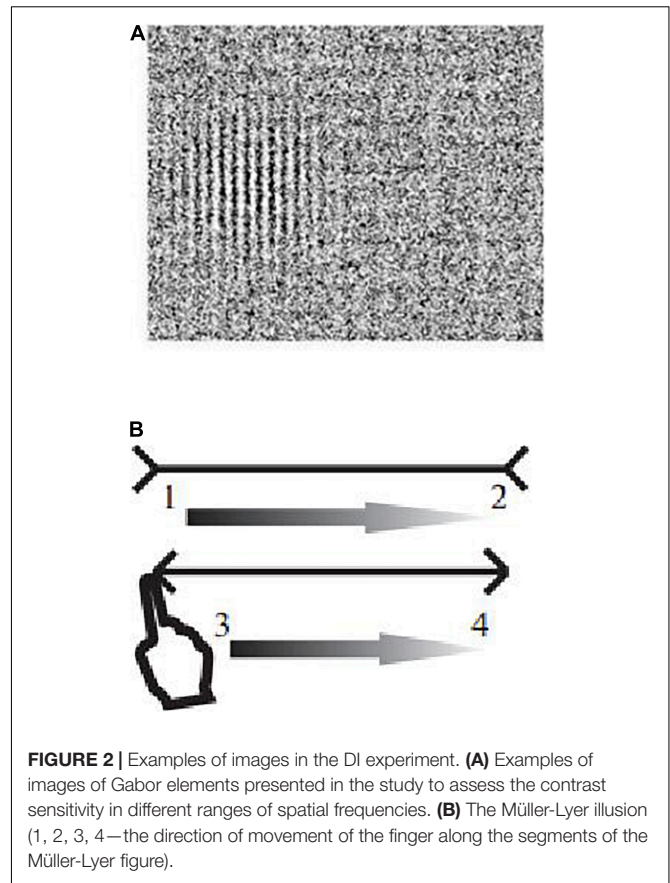 A
B
1 2
3 4
FIGURE 2 | Examples of images in the DI experiment. (A) Examples of
images of Gabor elements presented in the study to assess the contrast
sensitivity in different ranges of spatial frequencies. (B) The Müller-Lyer illusion
(1, 2, 3, 4—the direction of movement of the finger along the segments of the
Müller-Lyer figure).